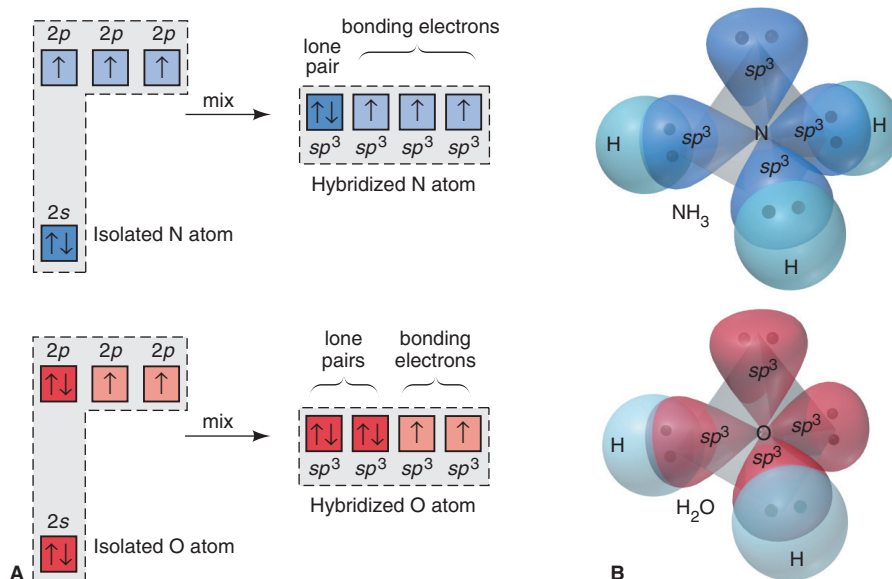 2p 2p 2p
↑ ↑ ↑
mix
lone pair
bonding electrons
↑↓ ↑ ↑ ↑
sp³ sp³ sp³ sp³
Hybridized N atom
2s
↑↓
Isolated N atom
sp³
H
sp³
N
sp³
H
sp³
NH₃
H
2p 2p 2p
↑↓ ↑ ↑
mix
lone
pairs
bonding
electrons
↑↓ ↑↓ ↑ ↑
sp³ sp³ sp³ sp³
Hybridized O atom
2s
↑↓
Isolated O atom
A
sp³
H
sp³
O
sp³
sp³
H₂O
H
B